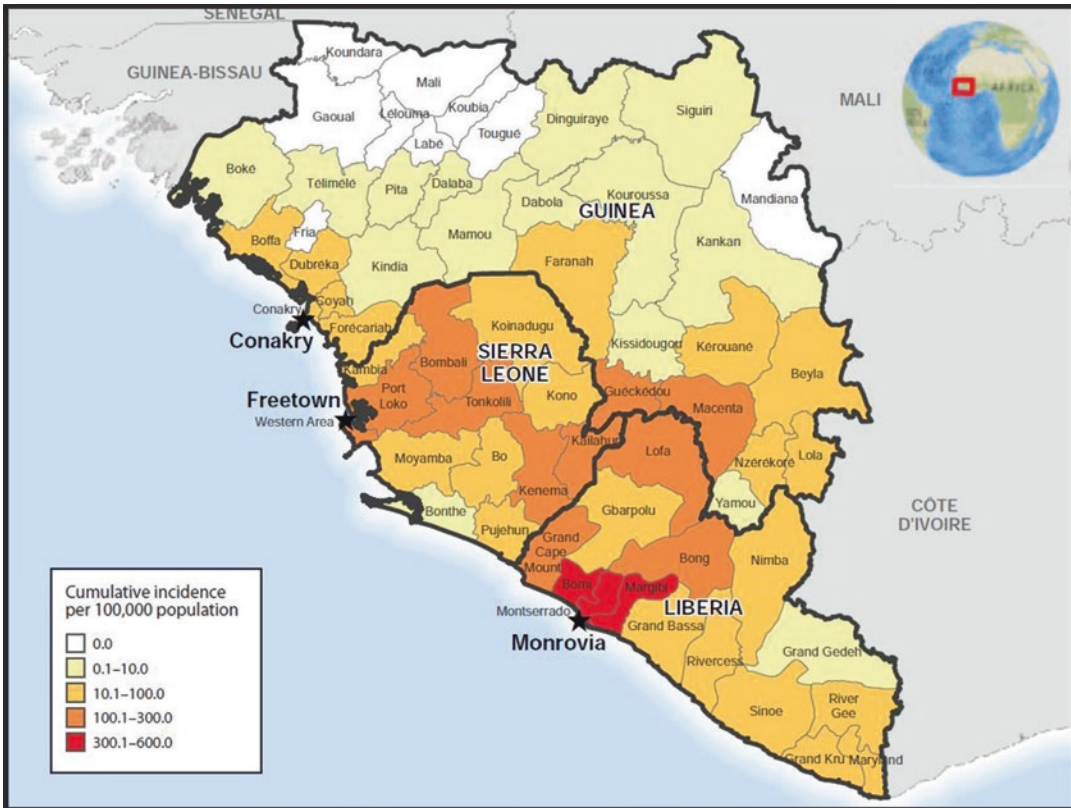 SENEGAL
GUINEA-BISSAU
MALI
CÔTE
D'IVOIRE
AFRICA
Koundara
Mali
Gaoual
Lélouma
Koubia
Labé
Tougué
Dinguiraye
Siguiri
Mandiana
Boké
Télimélé
Pita
Dalaba
Dabola
Kouroussa
GUINEA
Kankan
Fria
Boffa
Dubréka
Kindia
Mamou
Faranah
Conakry
Coyah
Conakry
Forécariah
Kissidougou
Kérouané
Beyla
Guéckédou
Macenta
Nzérékoré
Lola
Yamou
Koinadugu
SIERRA
LEONE
Kambia
Bombali
Port
Loko
Tonkolili
Kono
Freetown
Western Area
Moyamba
Bo
Kailahun
Kenema
Bonthe
Pujehun
Lofa
Gbarpolu
Grand
Cape
Mount
Bong
Nimba
Bomi
Margibi
LIBERIA
Montserrado
Monrovia
Grand Bassa
Rivercess
Grand Gedeh
Sinoe
River
Gee
Grand Kru
Maryland
Cumulative incidence
per 100,000 population
0.0
0.1–10.0
10.1–100.0
100.1–300.0
300.1–600.0